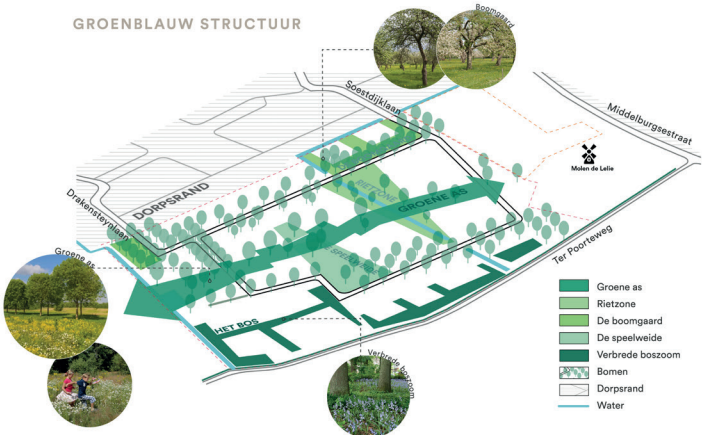 GROENBLAUW STRUCTUUR
Boomgaard
Soestdijklaan
Middelburgsestraat
Molen de Lelie
DORPSRAND
Drakensteynlaan
RIETZONE
GROENE AS
Groene as
Ter Poorteweg
HET BOS
Verbrede boszoom
Groene as
Rietzone
De boomgaard
De speelweide
Verbrede boszoom
Bomen
Dorpsrand
Water